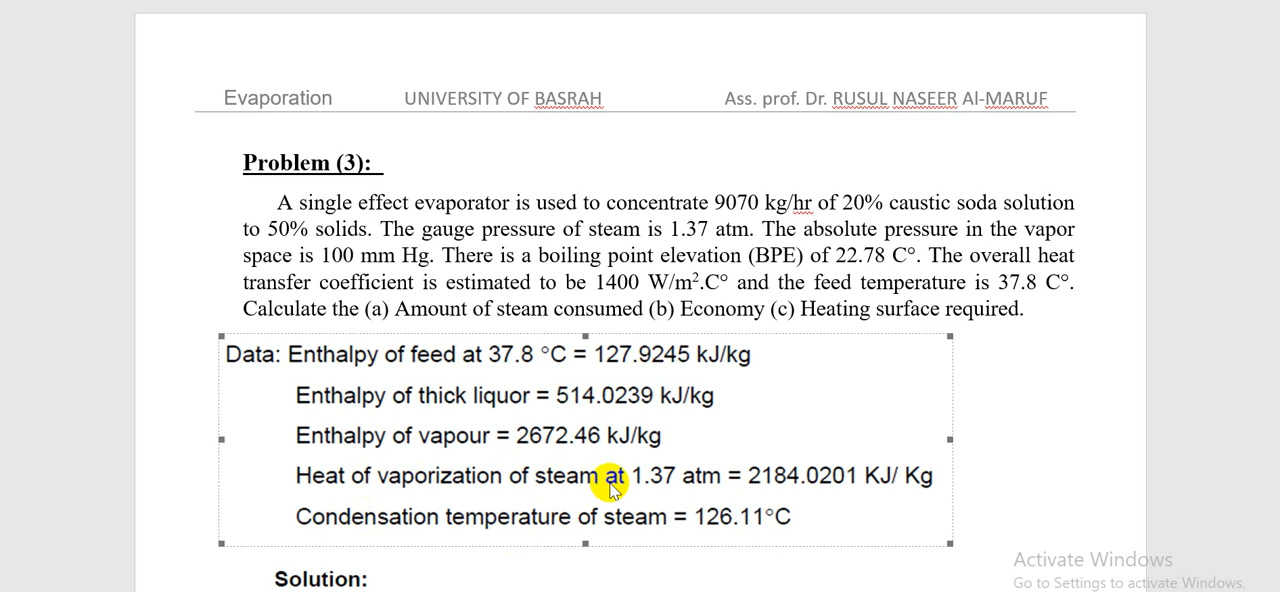 Evaporation UNIVERSITY OF BASRAH Ass. prof. Dr. RUSUL NASEER Al-MARUF
Problem (3):
A single effect evaporator is used to concentrate 9070 kg/hr of 20% caustic soda solution
to 50% solids. The gauge pressure of steam is 1.37 atm. The absolute pressure in the vapor
space is 100 mm Hg. There is a boiling point elevation (BPE) of 22.78 C°. The overall heat
transfer coefficient is estimated to be 1400 W/m².C° and the feed temperature is 37.8 C°.
Calculate the (a) Amount of steam consumed (b) Economy (c) Heating surface required.
Data: Enthalpy of feed at 37.8 °C = 127.9245 kJ/kg
Enthalpy of thick liquor = 514.0239 kJ/kg
Enthalpy of vapour = 2672.46 kJ/kg
Heat of vaporization of steam at 1.37 atm = 2184.0201 KJ/ Kg
Condensation temperature of steam = 126.11°C
Solution:
Activate Windows
Go to Settings to activate Windows.